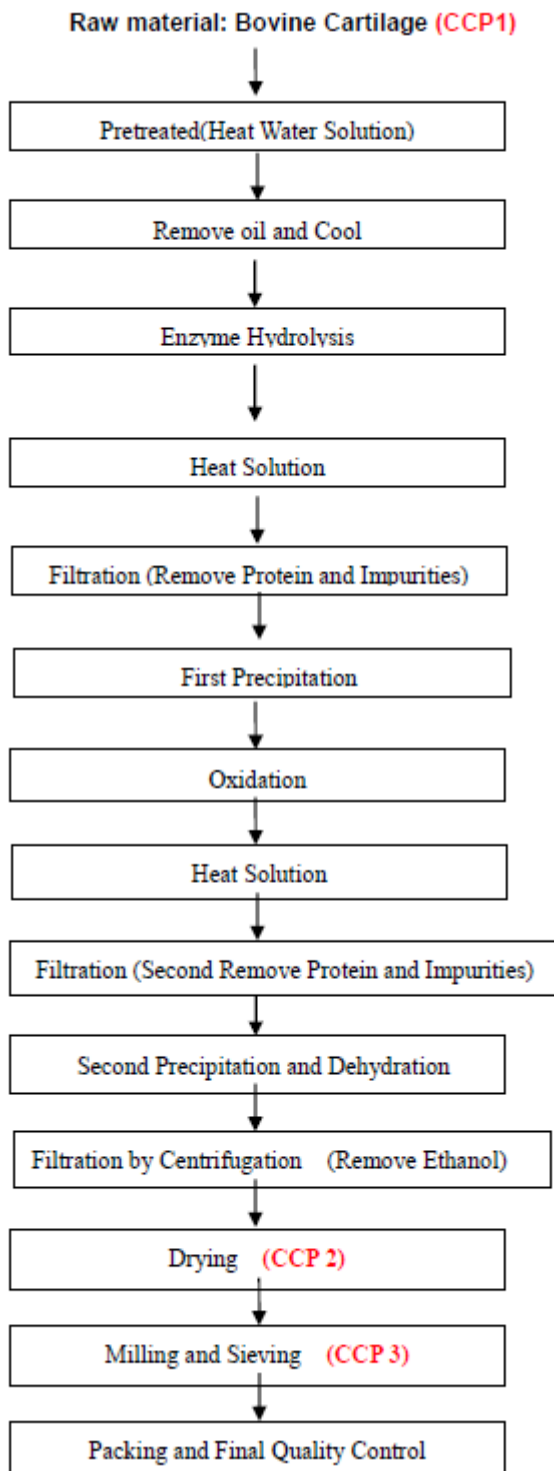 Raw material: Bovine Cartilage (CCP1)
Pretreated(Heat Water Solution)
Remove oil and Cool
Enzyme Hydrolysis
Heat Solution
Filtration (Remove Protein and Impurities)
First Precipitation
Oxidation
Heat Solution
Filtration (Second Remove Protein and Impurities)
Second Precipitation and Dehydration
Filtration by Centrifugation (Remove Ethanol)
Drying (CCP 2)
Milling and Sieving (CCP 3)
Packing and Final Quality Control